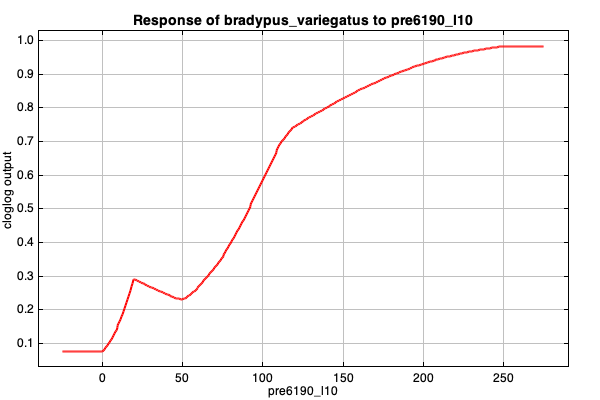 Response of bradypus_variegatus to pre6190_l10
1.0
0.9
0.8
0.7
0.6
0.5
0.4
0.3
0.2
0.1
cloglog output
0 50 100 150 200 250
pre6190_l10